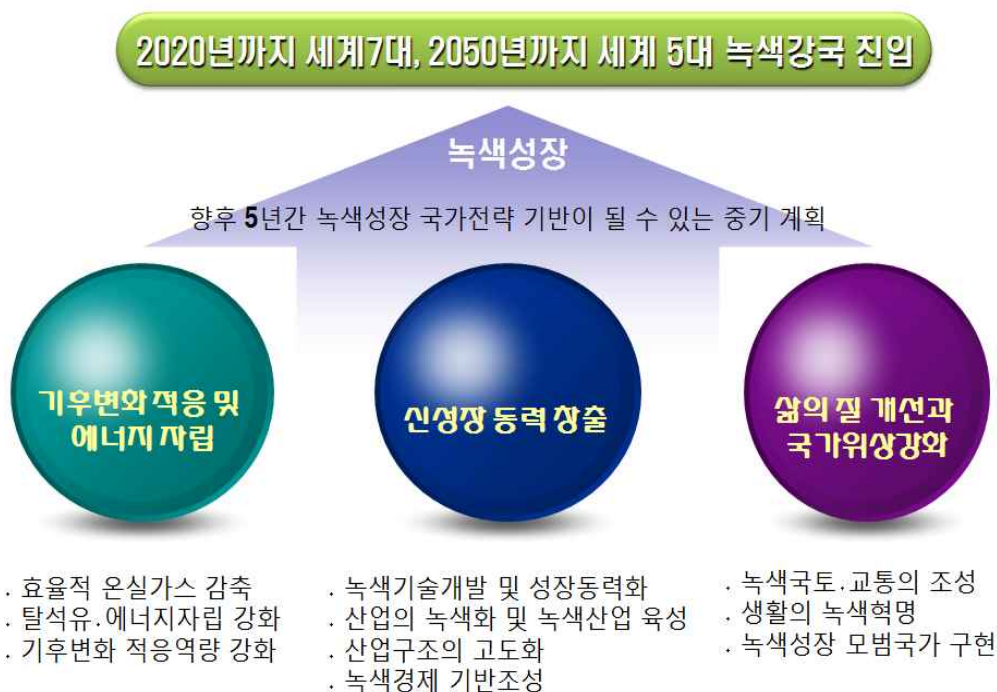 2020년까지 세계7대, 2050년까지 세계 5대 녹색강국 진입
녹색성장
향후 5년간 녹색성장 국가전략 기반이 될 수 있는 중기 계획
기후변화 적응 및
에너지 자립
신성장 동력 창출
삶의 질 개선과
국가위상강화
. 효율적 온실가스 감축
. 탈석유.에너지자립 강화
. 기후변화 적응역량 강화
. 녹색기술개발 및 성장동력화
. 산업의 녹색화 및 녹색산업 육성
. 산업구조의 고도화
. 녹색경제 기반조성
. 녹색국토.교통의 조성
. 생활의 녹색혁명
. 녹색성장 모범국가 구현